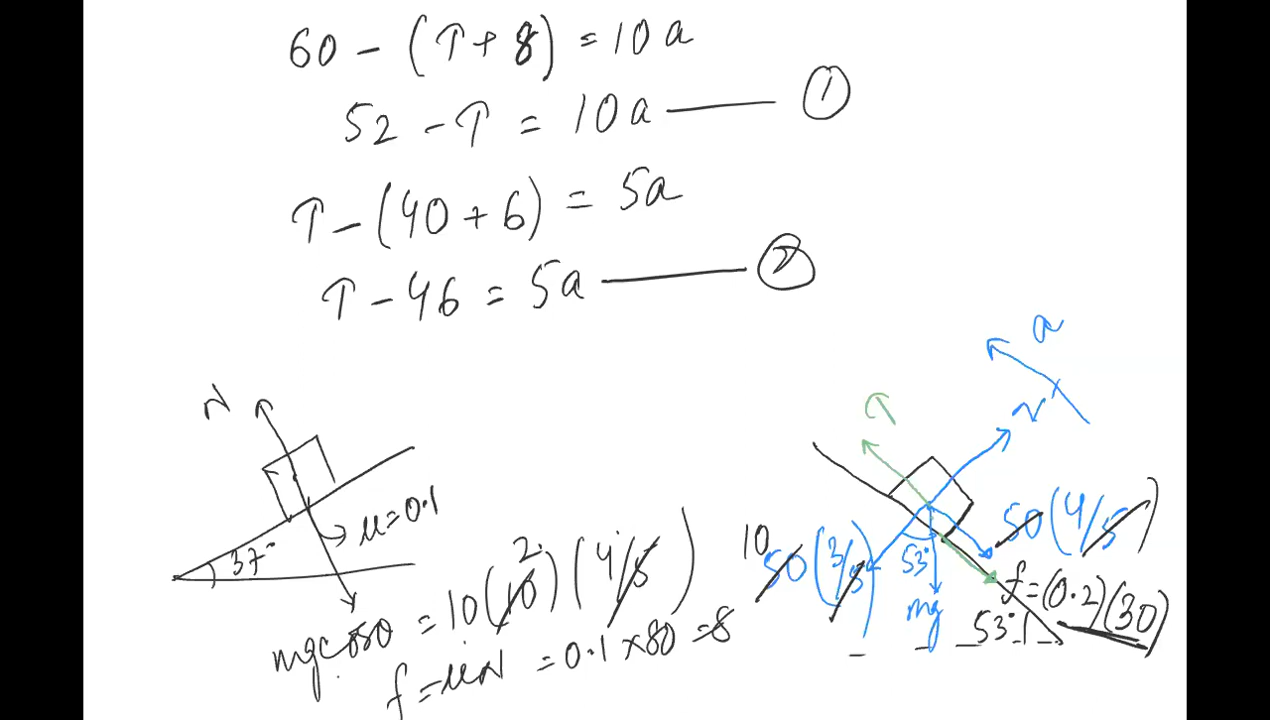 60 - (T + 8) = 10a
52 - T = 10a ——— ①
T - (40 + 6) = 5a
T - 46 = 5a ——— ②
a
N
T
N
μ = 0.1
37°
50(4/5)
10 50(3/5)
53°
mg
f = (0.2)(30)
53°
2
mg cosθ = 10(10)(4/5)
f = μN = 0.1 × 80 = 8